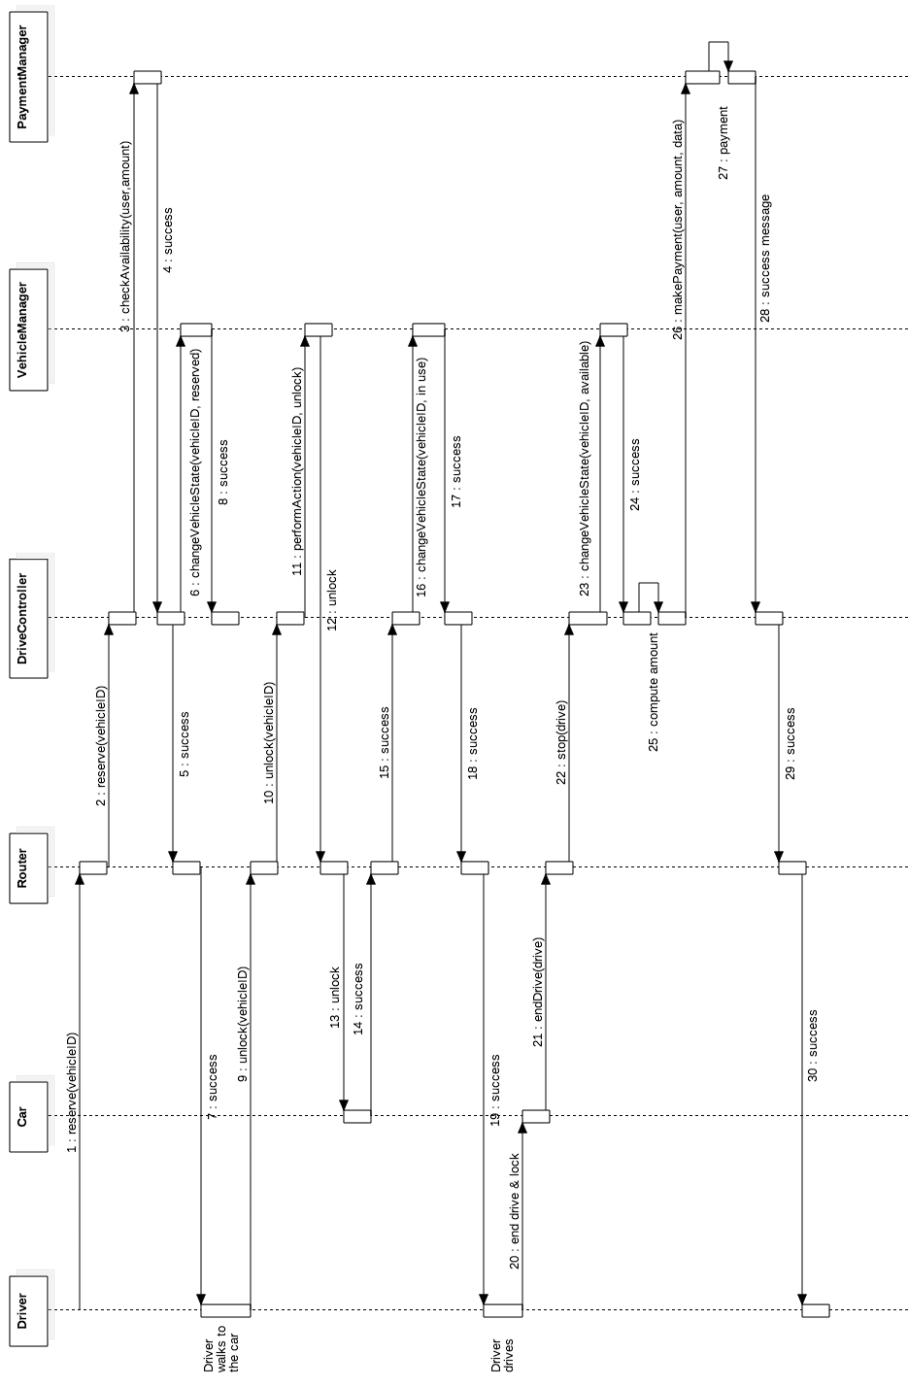 Driver
Car
Router
DriveController
VehicleManager
PaymentManager
1 : reserve(vehicleID)
2 : reserve(vehicleID)
3 : checkAvailability(user,amount)
4 : success
5 : success
6 : changeVehicleState(vehicleID, reserved)
7 : success
8 : success
Driver
walks to
the car
9 : unlock(vehicleID)
10 : unlock(vehicleID)
11 : performAction(vehicleID, unlock)
12 : unlock
13 : unlock
14 : success
15 : success
16 : changeVehicleState(vehicleID, in use)
17 : success
18 : success
19 : success
Driver
drives
20 : end drive & lock
21 : endDrive(drive)
22 : stop(drive)
23 : changeVehicleState(vehicleID, available)
24 : success
25 : compute amount
26 : makePayment(user, amount, data)
27 : payment
28 : success message
29 : success
30 : success